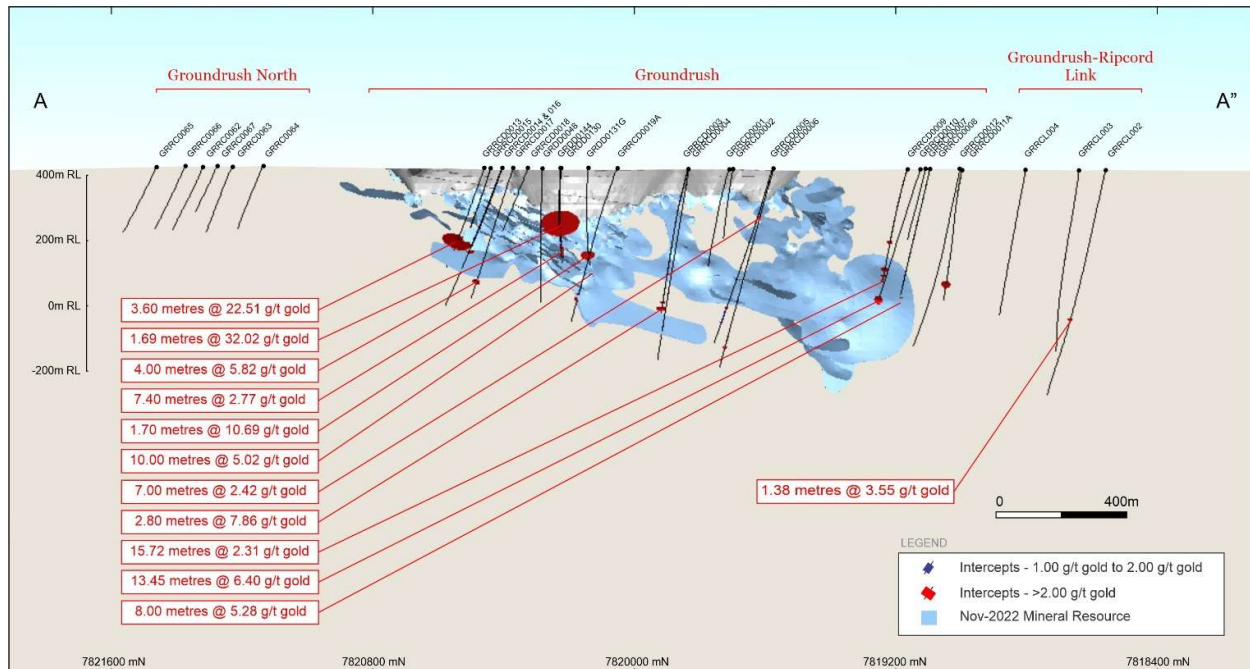 Groundrush North
Groundrush
Groundrush-Ripcord
Link
A
A"
GRRC0065
GRRC0066
GRRC0062
GRRC0067
GRRC0063
GRRC0064
GRRCD0013
GRRCD0015
GRRCD0014 & 016
GRRCD0017
GRRCD0018
GRDD0048
GRDD0144
GRDD0130
GRDD0131G
GRRCD0019A
GRRCD0003
GRRCD0004
GRRCD0001
GRRCD0002
GRRCD0005
GRRCD0006
GRRCD0009
GRRCD0010
GRRCD0008
GRRCD0012
GRRCL004
GRRCL003
GRRCL002
400m RL
200m RL
0m RL
-200m RL
3.60 metres @ 22.51 g/t gold
1.69 metres @ 32.02 g/t gold
4.00 metres @ 5.82 g/t gold
7.40 metres @ 2.77 g/t gold
1.70 metres @ 10.69 g/t gold
10.00 metres @ 5.02 g/t gold
7.00 metres @ 2.42 g/t gold
2.80 metres @ 7.86 g/t gold
15.72 metres @ 2.31 g/t gold
13.45 metres @ 6.40 g/t gold
8.00 metres @ 5.28 g/t gold
1.38 metres @ 3.55 g/t gold
0 400m
LEGEND
Intercepts - 1.00 g/t gold to 2.00 g/t gold
Intercepts - >2.00 g/t gold
Nov-2022 Mineral Resource
7821600 mN
7820800 mN
7820000 mN
7819200 mN
7818400 mN